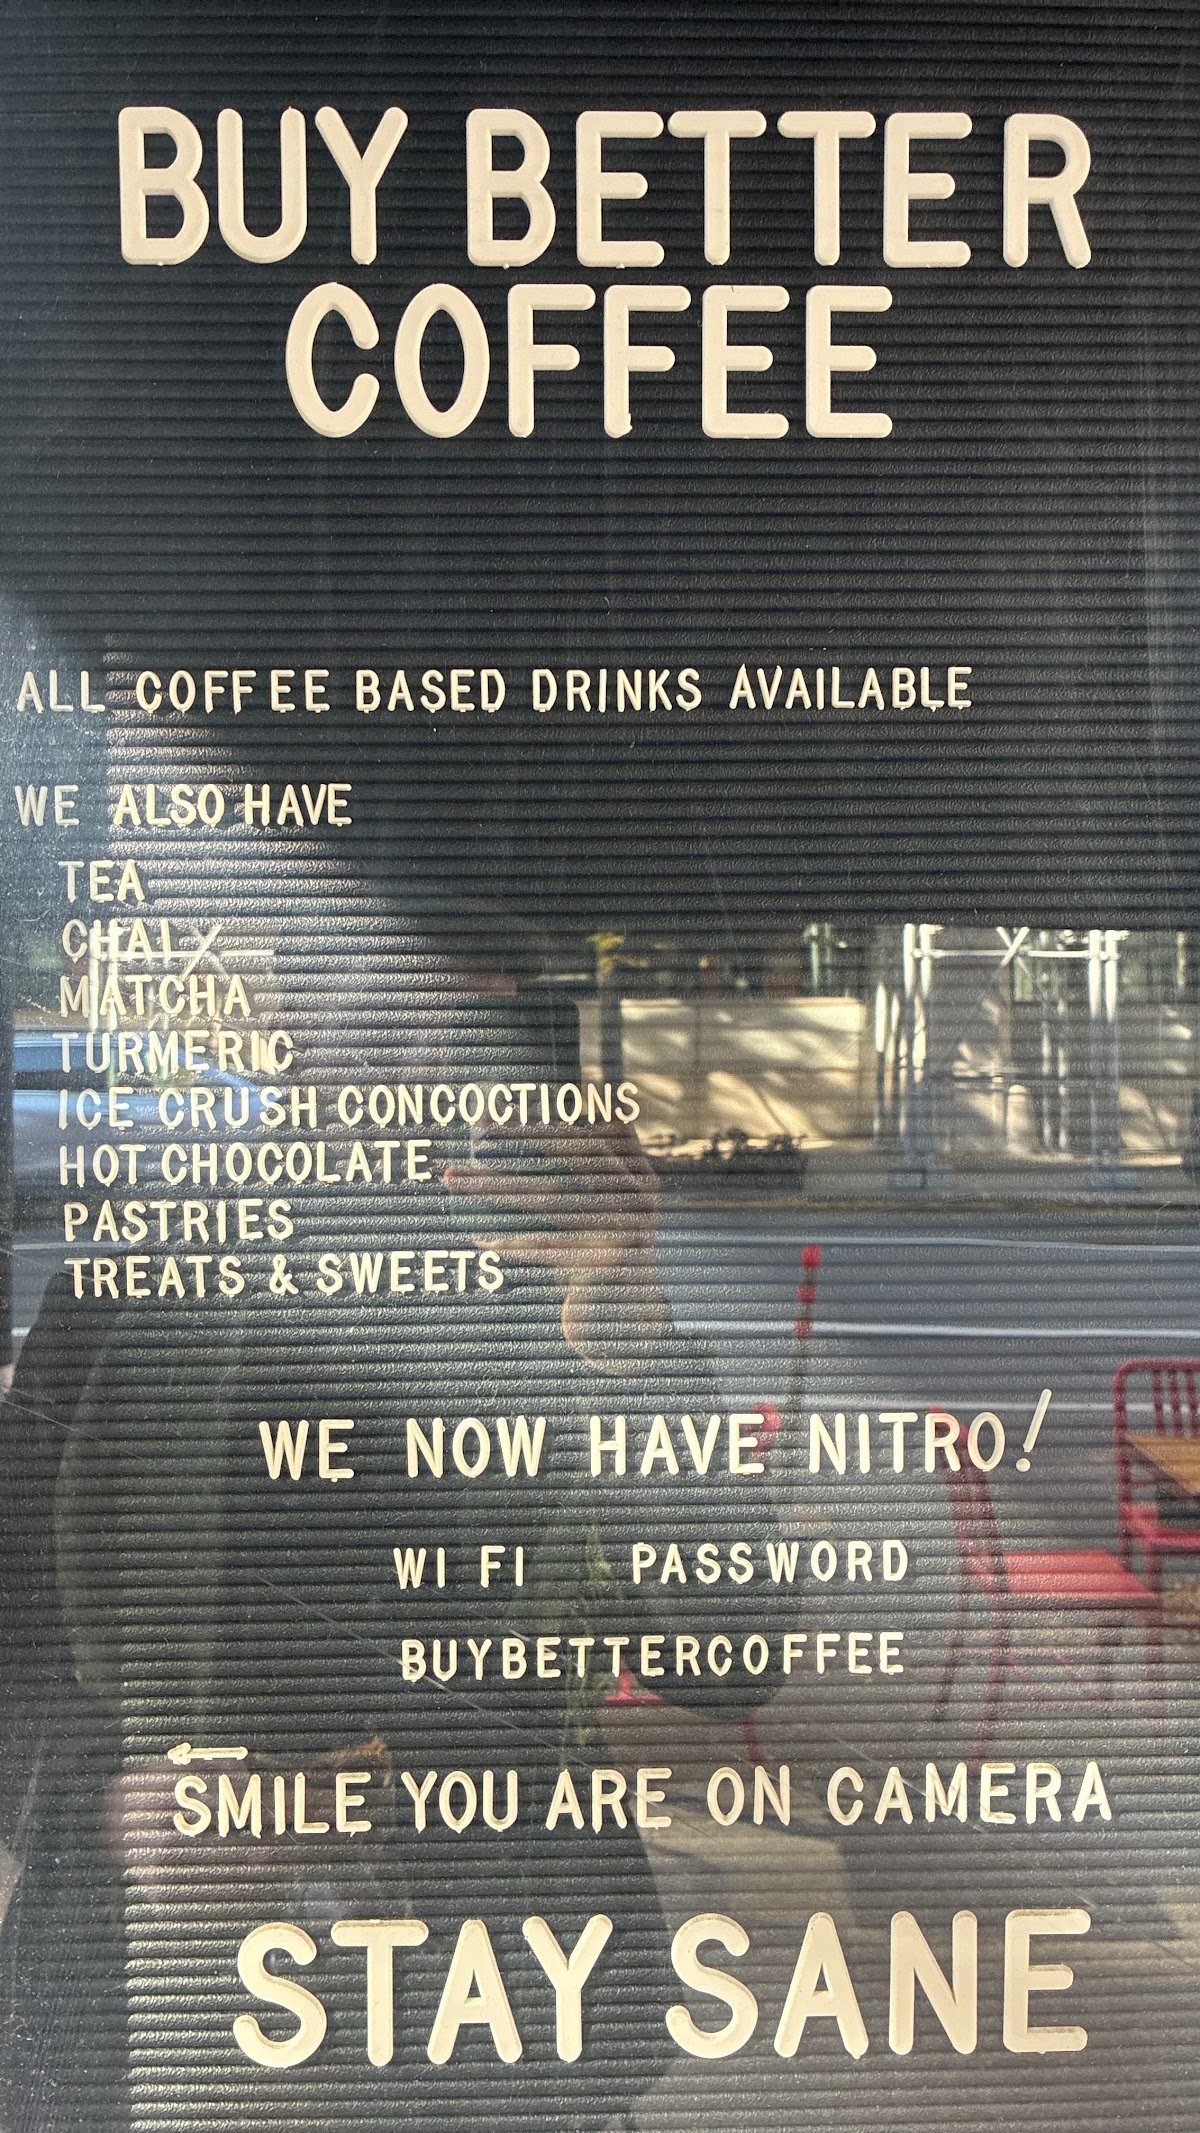 BUY BETTER
COFFEE
ALL COFFEE BASED DRINKS AVAILABLE
WE ALSO HAVE
TEA
CHAI
MATCHA
TURMERIC
ICE CRUSH CONCOCTIONS
HOT CHOCOLATE
PASTRIES
TREATS & SWEETS
WE NOW HAVE NITRO!
WI FI PASSWORD
BUYBETTERCOFFEE
←
SMILE YOU ARE ON CAMERA
STAY SANE